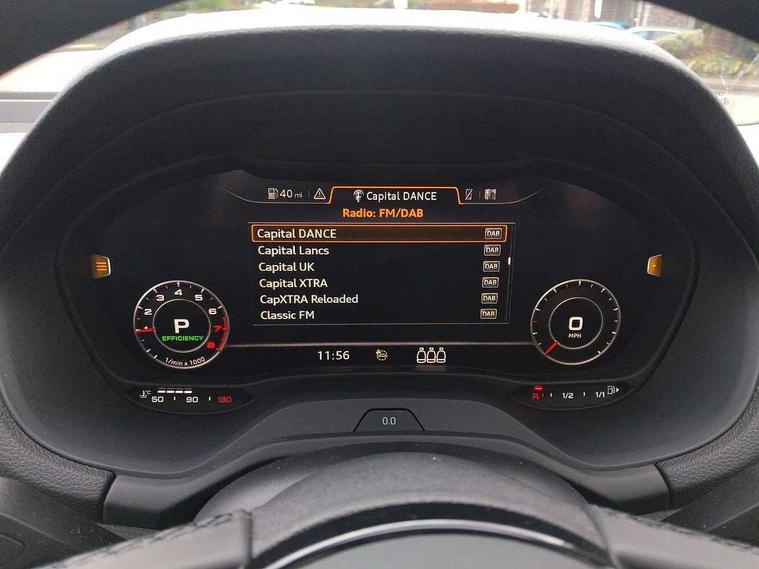 40 mi Capital DANCE
Radio: FM/DAB
Capital DANCE DAB
Capital Lancs DAB
Capital UK DAB
Capital XTRA DAB
CapXTRA Reloaded DAB
Classic FM DAB
1 2 3 4 5 6 7 8
P
EFFICIENCY
1/min x 1000
0
MPH
11:56
°C 50 90 130
R 1/2 1/1
0.0